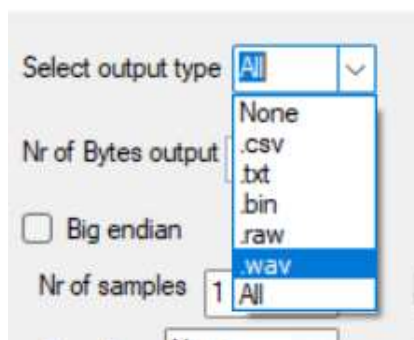 Select output type All
None
.csv
Nr of Bytes output
.txt
.bin
Big endian
.raw
.wav
Nr of samples 1
All